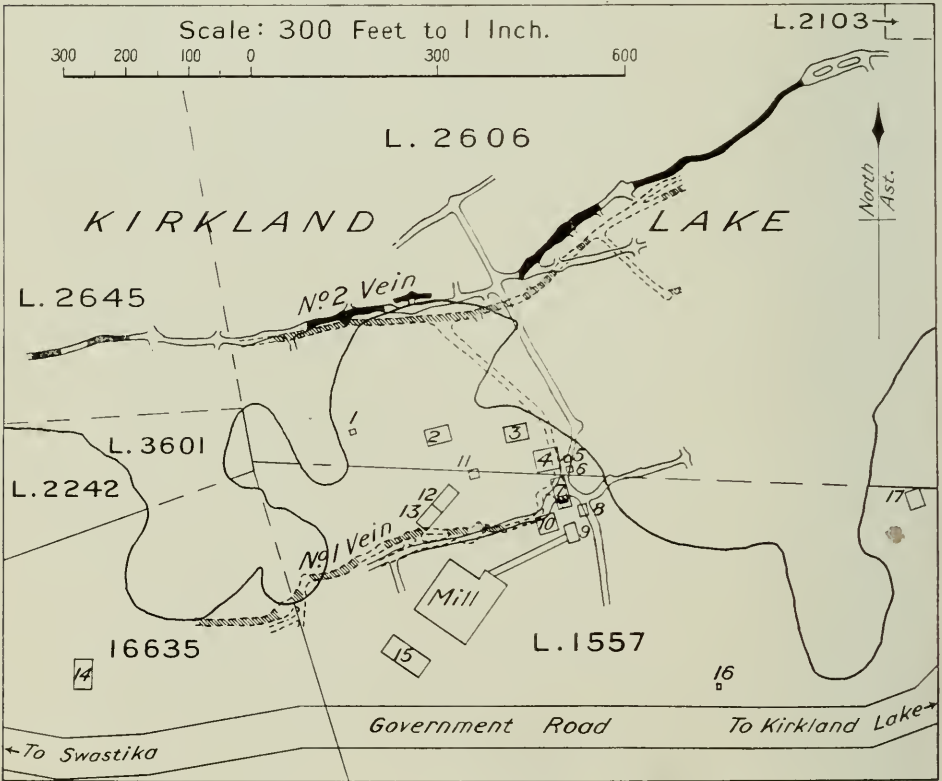 L.2103
Scale: 300 Feet to 1 Inch.
300 200 100 0 300 600
L. 2606
North
Ast.
KIRKLAND LAKE
L. 2645
Nº2 Vein
1
2
3
L. 3601
4
5
6
L. 2242
11
12
13
7
8
17
Nº1 Vein
10
9
Mill
16635
L. 1557
14
15
16
Government Road
To Kirkland Lake
To Swastika